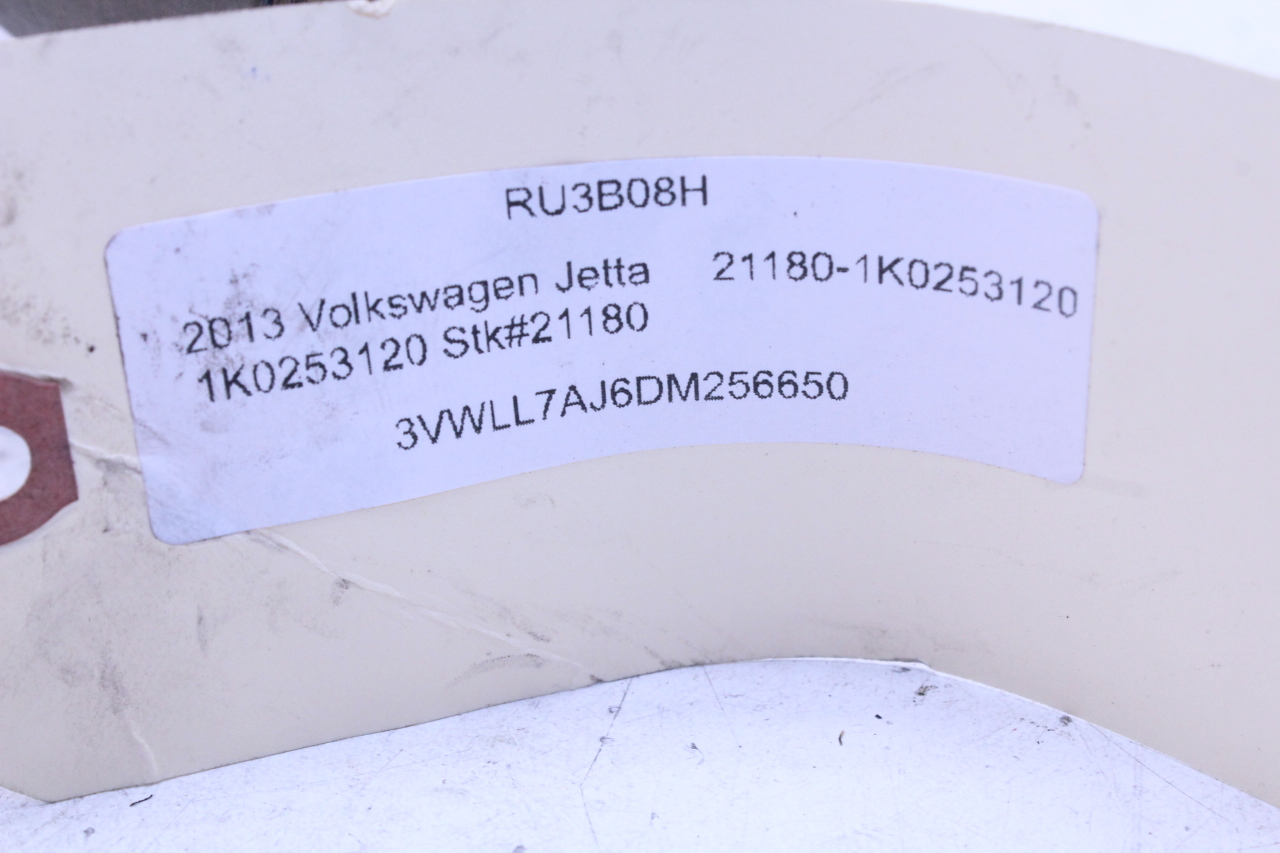 RU3B08H
2013 Volkswagen Jetta 21180-1K0253120
1K0253120 Stk#21180
3VWLL7AJ6DM256650